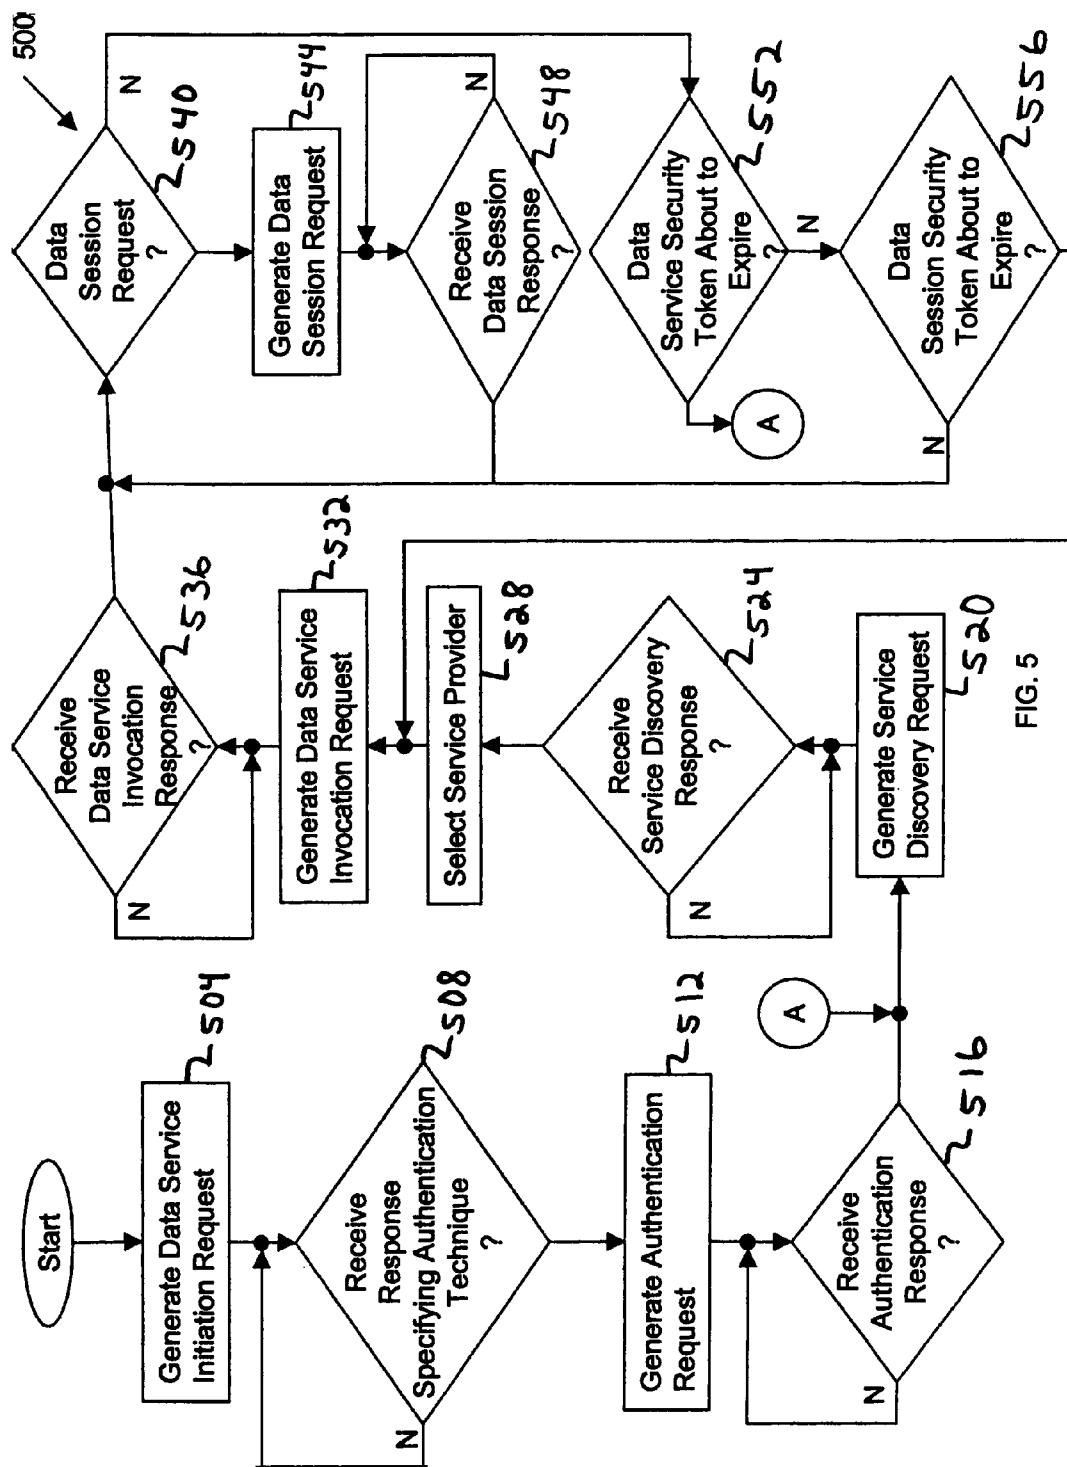 500
Start
Generate Data Service
Initiation Request
504
Receive
Response
Specifying Authentication
Technique
?
508
N
Generate Authentication
Request
512
Receive
Authentication
Response
?
516
N
A
Generate Service
Discovery Request
520
Receive
Service Discovery
Response
?
524
N
Select Service Provider
528
Generate Data Service
Invocation Request
532
Receive
Data Service
Invocation
Response
?
536
N
Data
Session
Request
?
540
N
Generate Data
Session Request
544
Receive
Data Session
Response
?
548
N
Data
Service Security
Token About to
Expire
?
552
N
A
Data
Session Security
Token About to
Expire
?
556
N
FIG. 5